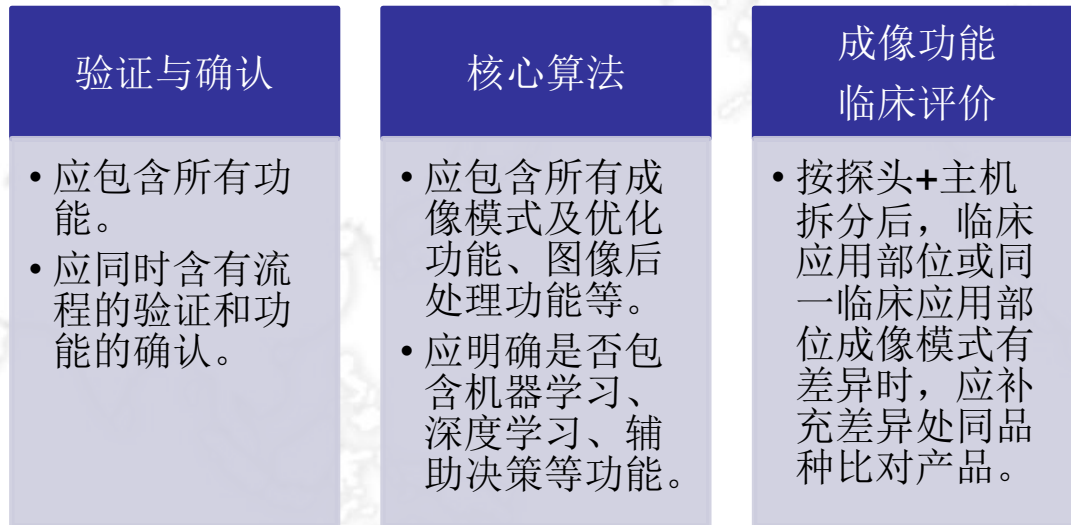 验证与确认
• 应包含所有功
能。
• 应同时含有流
程的验证和功
能的确认。
核心算法
• 应包含所有成
像模式及优化
功能、图像后
处理功能等。
• 应明确是否包
含机器学习、
深度学习、辅
助决策等功能。
成像功能
临床评价
• 按探头+主机
拆分后，临床
应用部位或同
一临床应用部
位成像模式有
差异时，应补
充差异处同品
种比对产品。